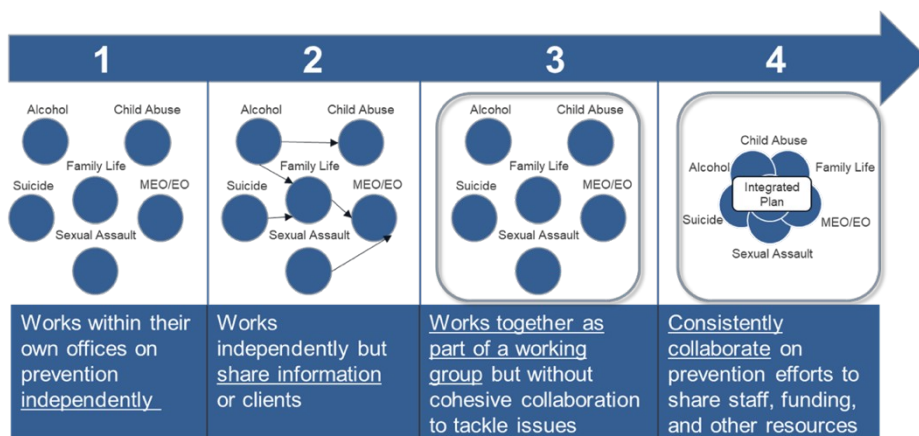 1
2
3
4
Alcohol
Child Abuse
Family Life
Suicide
MEO/EO
Sexual Assault
Alcohol
Child Abuse
Family Life
Suicide
MEO/EO
Sexual Assault
Alcohol
Child Abuse
Family Life
Suicide
MEO/EO
Sexual Assault
Child Abuse
Alcohol
Family Life
Integrated
Plan
Suicide
MEO/EO
Sexual Assault
Works within their
own offices on
prevention
independently
Works
independently but
share information
or clients
Works together as
part of a working
group but without
cohesive collaboration
to tackle issues
Consistently
collaborate on
prevention efforts to
share staff, funding,
and other resources